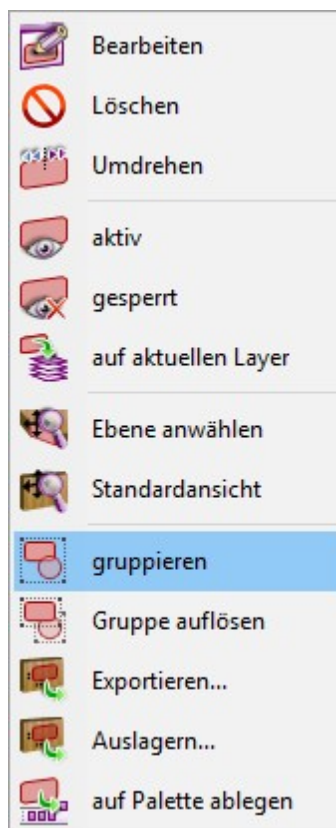 Bearbeiten
Löschen
Umdrehen
aktiv
gesperrt
auf aktuellen Layer
Ebene anwählen
Standardansicht
gruppieren
Gruppe auflösen
Exportieren...
Auslagern...
auf Palette ablegen